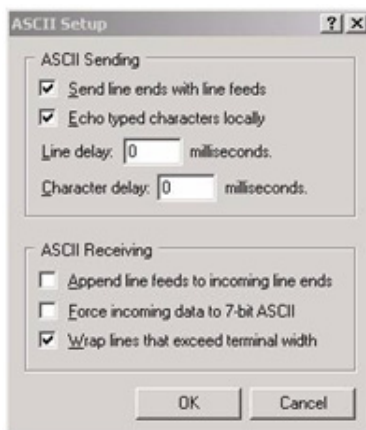 ASCII Setup
ASCII Sending
Send line ends with line feeds
Echo typed characters locally
Line delay: 0 milliseconds.
Character delay: 0 milliseconds.
ASCII Receiving
Append line feeds to incoming line ends
Force incoming data to 7-bit ASCII
Wrap lines that exceed terminal width
OK Cancel